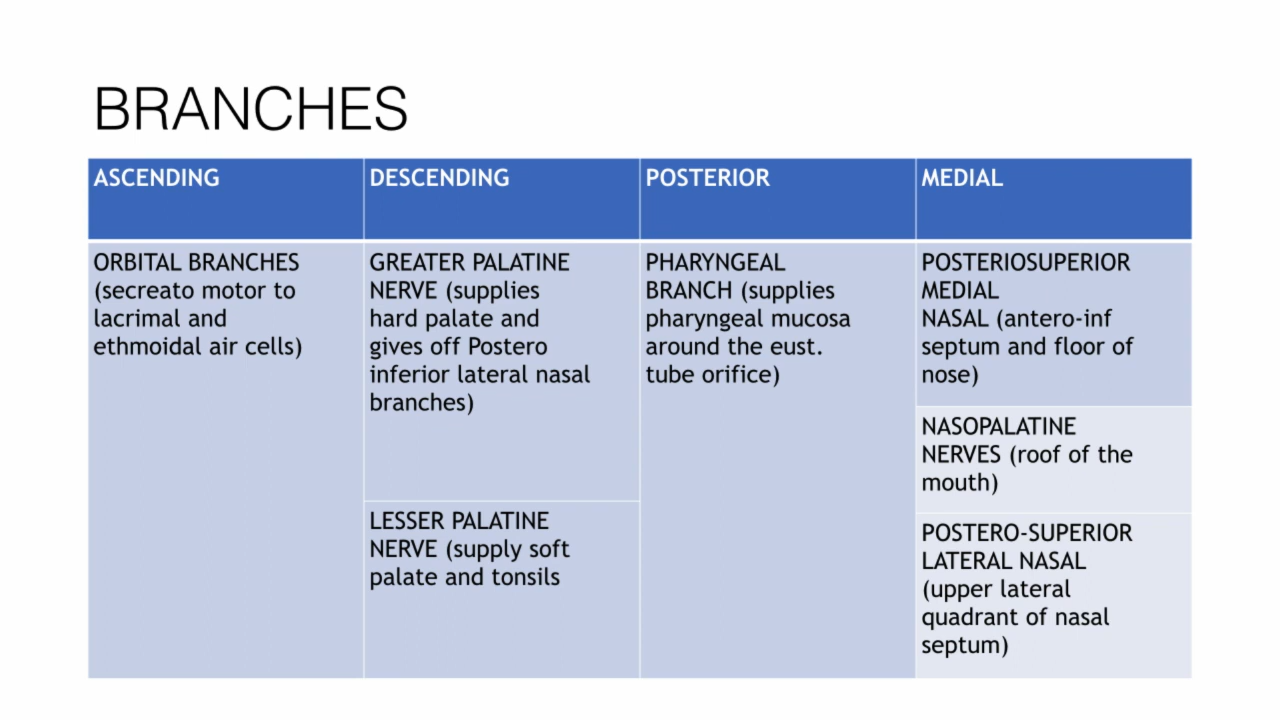 BRANCHES
ASCENDING
DESCENDING
POSTERIOR
MEDIAL
ORBITAL BRANCHES
(secreato motor to
lacrimal and
ethmoidal air cells)
GREATER PALATINE
NERVE (supplies
hard palate and
gives off Postero
inferior lateral nasal
branches)
LESSER PALATINE
NERVE (supply soft
palate and tonsils
PHARYNGEAL
BRANCH (supplies
pharyngeal mucosa
around the eust.
tube orifice)
POSTERIOSUPERIOR
MEDIAL
NASAL (antero-inf
septum and floor of
nose)
NASOPALATINE
NERVES (roof of the
mouth)
POSTERO-SUPERIOR
LATERAL NASAL
(upper lateral
quadrant of nasal
septum)